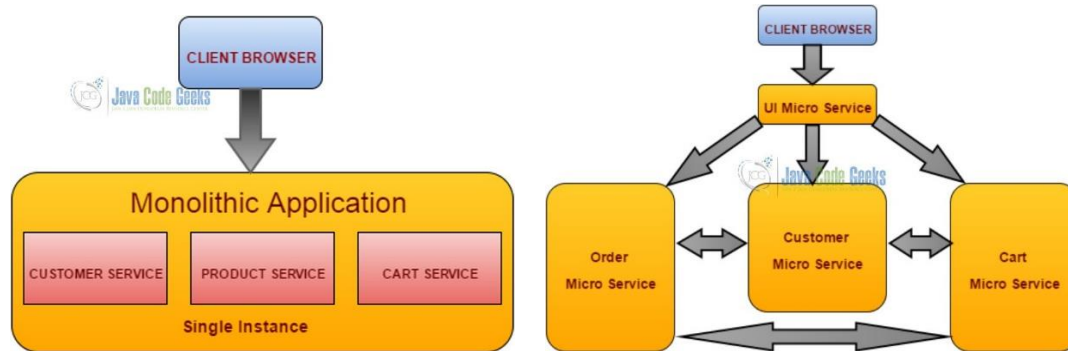 CLIENT BROWSER
JCG Java Code Geeks
Monolithic Application
CUSTOMER SERVICE
PRODUCT SERVICE
CART SERVICE
Single Instance
CLIENT BROWSER
UI Micro Service
Java Code Geeks
Order
Micro Service
Customer
Micro Service
Cart
Micro Service